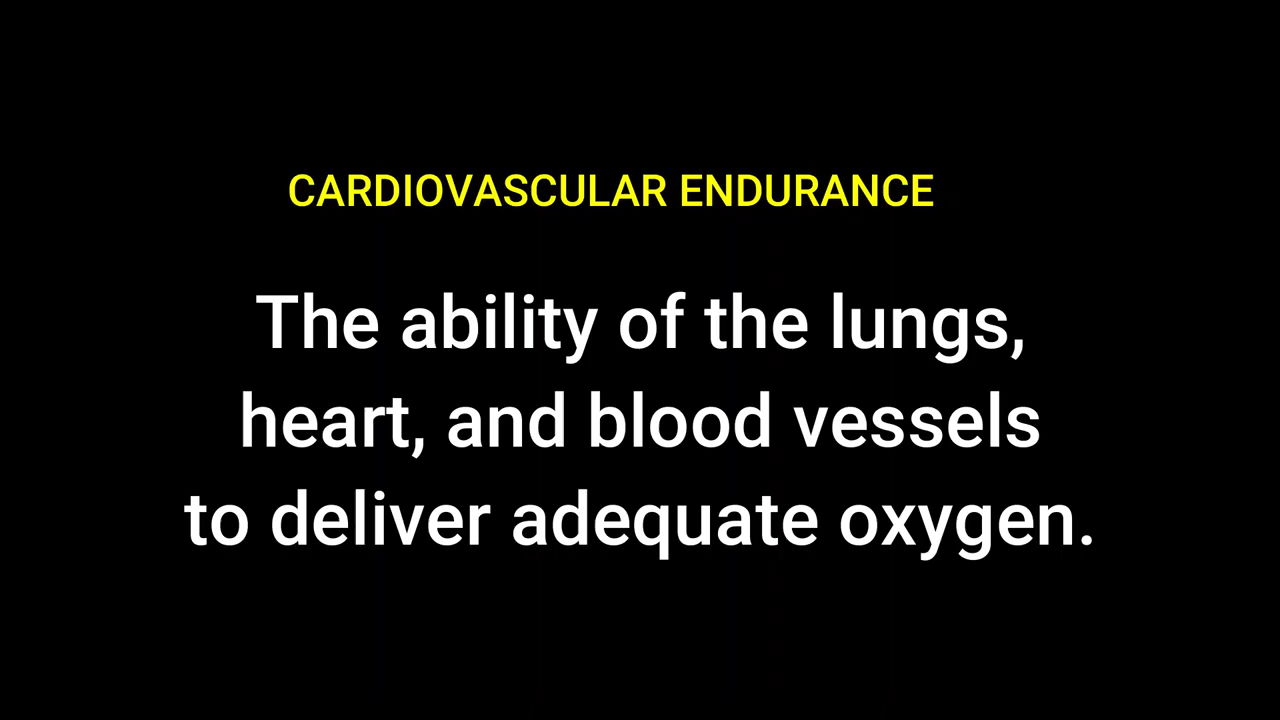 CARDIOVASCULAR ENDURANCE
The ability of the lungs,
heart, and blood vessels
to deliver adequate oxygen.